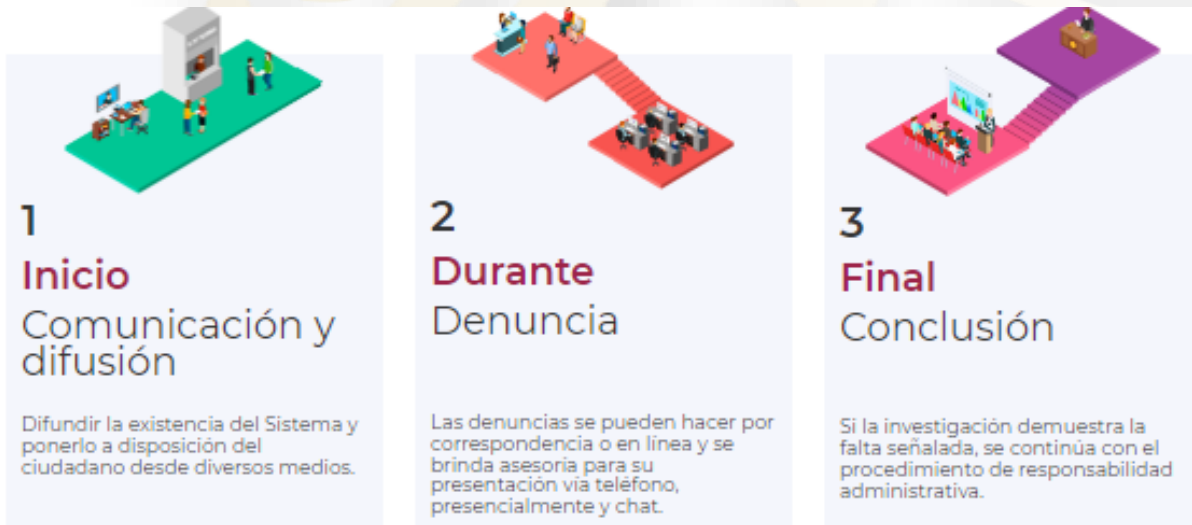 1
Inicio
Comunicación y
difusión
Difundir la existencia del Sistema y
ponerlo a disposición del
ciudadano desde diversos medios.
2
Durante
Denuncia
Las denuncias se pueden hacer por
correspondencia o en línea y se
brinda asesoría para su
presentación vía teléfono,
presencialmente y chat.
3
Final
Conclusión
Si la investigación demuestra la
falta señalada, se continúa con el
procedimiento de responsabilidad
administrativa.